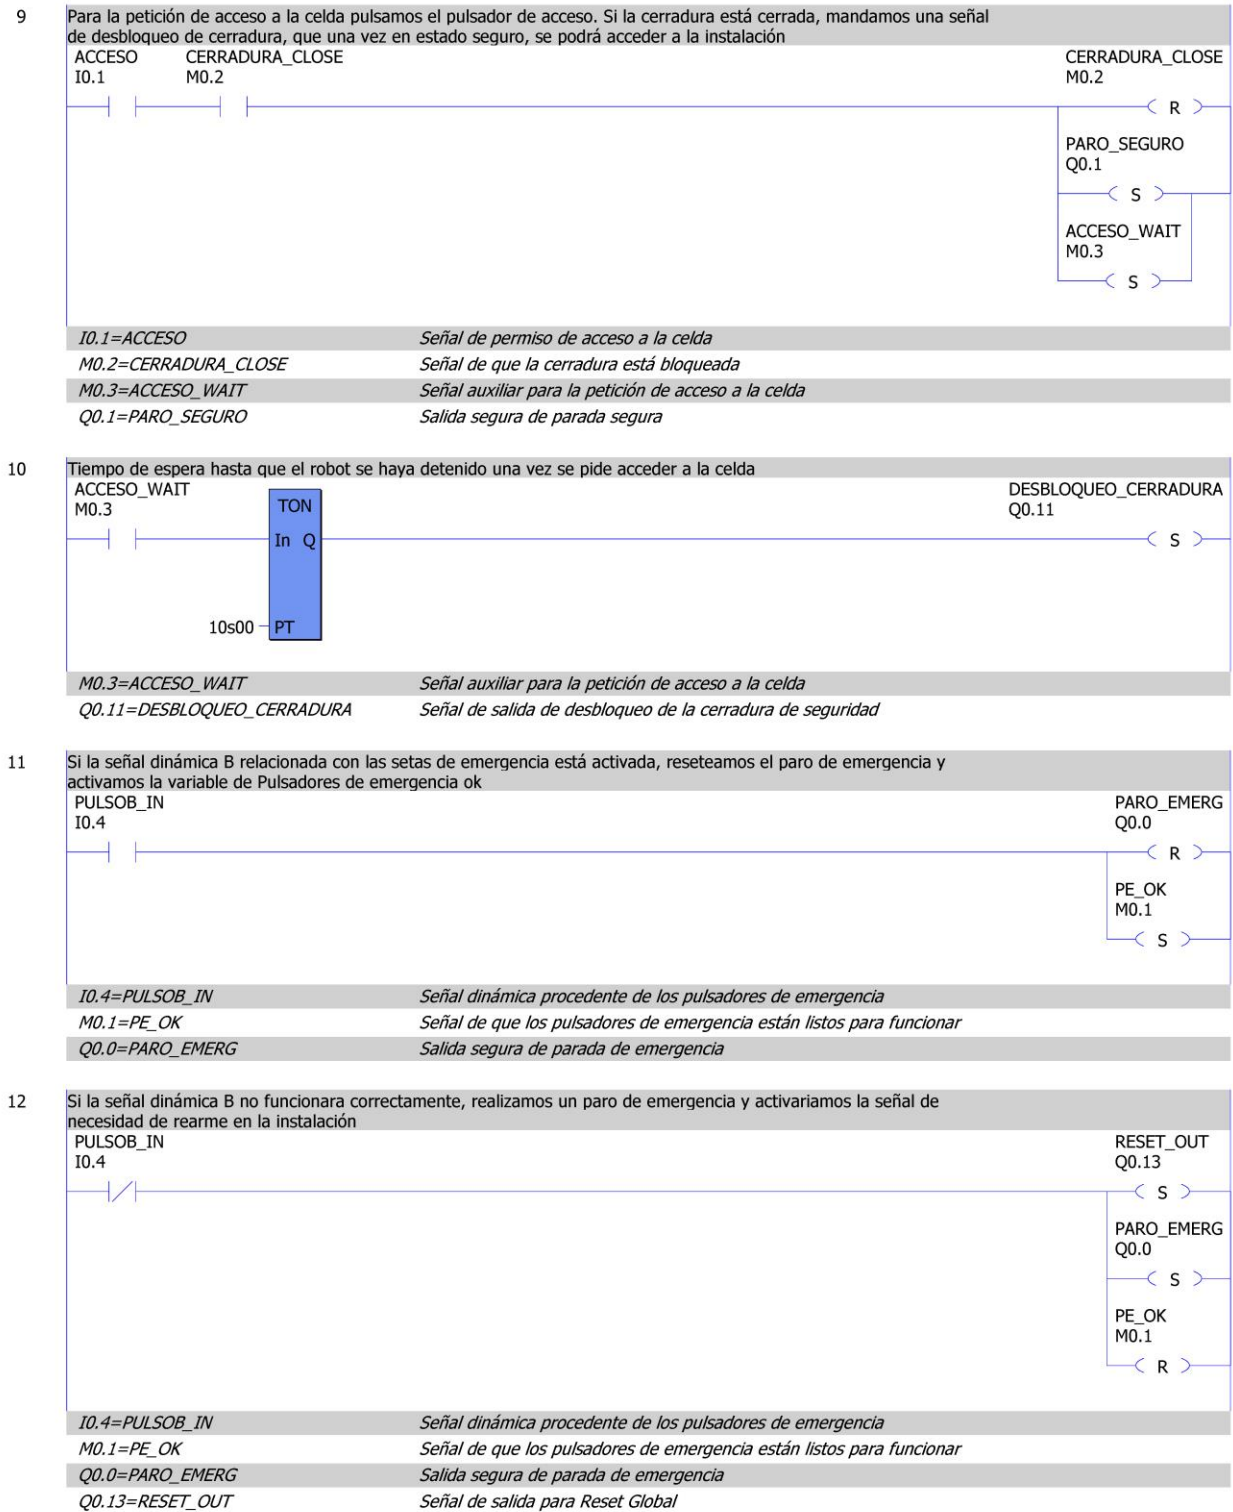 9
Para la petición de acceso a la celda pulsamos el pulsador de acceso. Si la cerradura está cerrada, mandamos una señal
de desbloqueo de cerradura, que una vez en estado seguro, se podrá acceder a la instalación
ACCESO CERRADURA_CLOSE CERRADURA_CLOSE
I0.1 M0.2 M0.2
R
PARO_SEGURO
Q0.1
S
ACCESO_WAIT
M0.3
S
I0.1=ACCESO Señal de permiso de acceso a la celda
M0.2=CERRADURA_CLOSE Señal de que la cerradura está bloqueada
M0.3=ACCESO_WAIT Señal auxiliar para la petición de acceso a la celda
Q0.1=PARO_SEGURO Salida segura de parada segura
10
Tiempo de espera hasta que el robot se haya detenido una vez se pide acceder a la celda
ACCESO_WAIT DESBLOQUEO_CERRADURA
M0.3 TON Q0.11
In Q S
10s00 PT
M0.3=ACCESO_WAIT Señal auxiliar para la petición de acceso a la celda
Q0.11=DESBLOQUEO_CERRADURA Señal de salida de desbloqueo de la cerradura de seguridad
11
Si la señal dinámica B relacionada con las setas de emergencia está activada, reseteamos el paro de emergencia y
activamos la variable de Pulsadores de emergencia ok
PULSOB_IN PARO_EMERG
I0.4 Q0.0
R
PE_OK
M0.1
S
I0.4=PULSOB_IN Señal dinámica procedente de los pulsadores de emergencia
M0.1=PE_OK Señal de que los pulsadores de emergencia están listos para funcionar
Q0.0=PARO_EMERG Salida segura de parada de emergencia
12
Si la señal dinámica B no funcionara correctamente, realizamos un paro de emergencia y activariamos la señal de
necesidad de rearme en la instalación
PULSOB_IN RESET_OUT
I0.4 Q0.13
S
PARO_EMERG
Q0.0
S
PE_OK
M0.1
R
I0.4=PULSOB_IN Señal dinámica procedente de los pulsadores de emergencia
M0.1=PE_OK Señal de que los pulsadores de emergencia están listos para funcionar
Q0.0=PARO_EMERG Salida segura de parada de emergencia
Q0.13=RESET_OUT Señal de salida para Reset Global